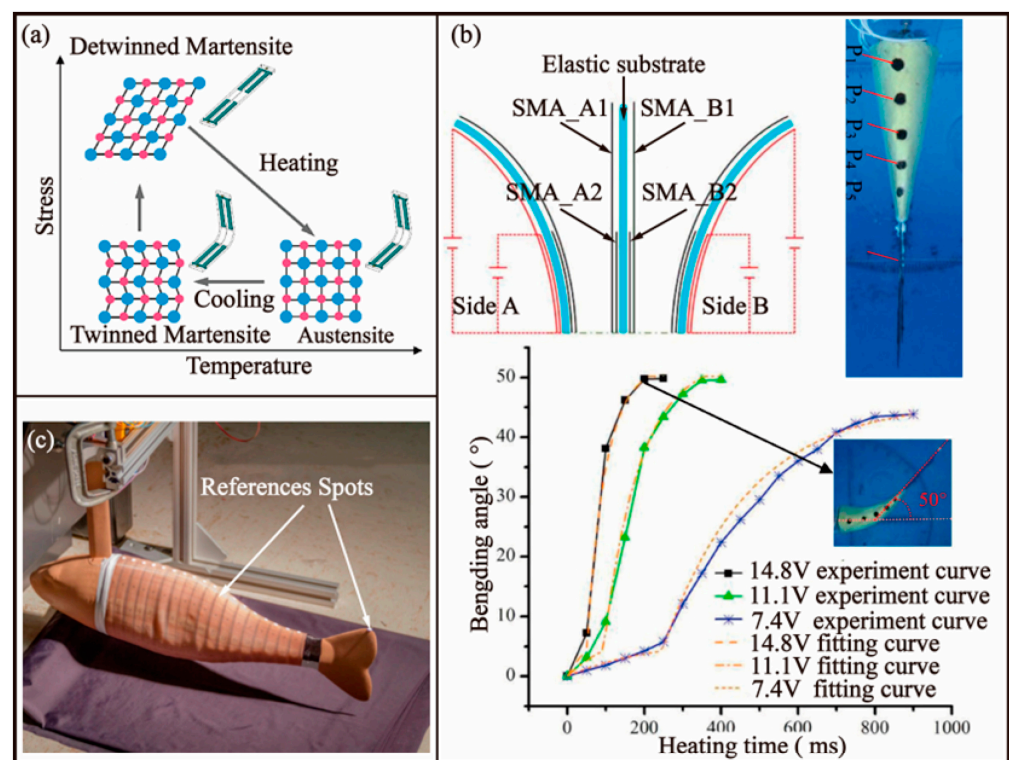 (a)
Detwinned Martensite
Heating
Stress
Cooling
Twinned Martensite
Austensite
Temperature
(b)
Elastic substrate
SMA_A1
SMA_B1
SMA_A2
SMA_B2
Side A
Side B
P1
P2
P3
P4
P5
50
40
30
20
10
0
Bengding angle ( ° )
50°
14.8V experiment curve
11.1V experiment curve
7.4V experiment curve
14.8V fitting curve
11.1V fitting curve
7.4V fitting curve
0 200 400 600 800 1000
Heating time ( ms)
(c)
References Spots